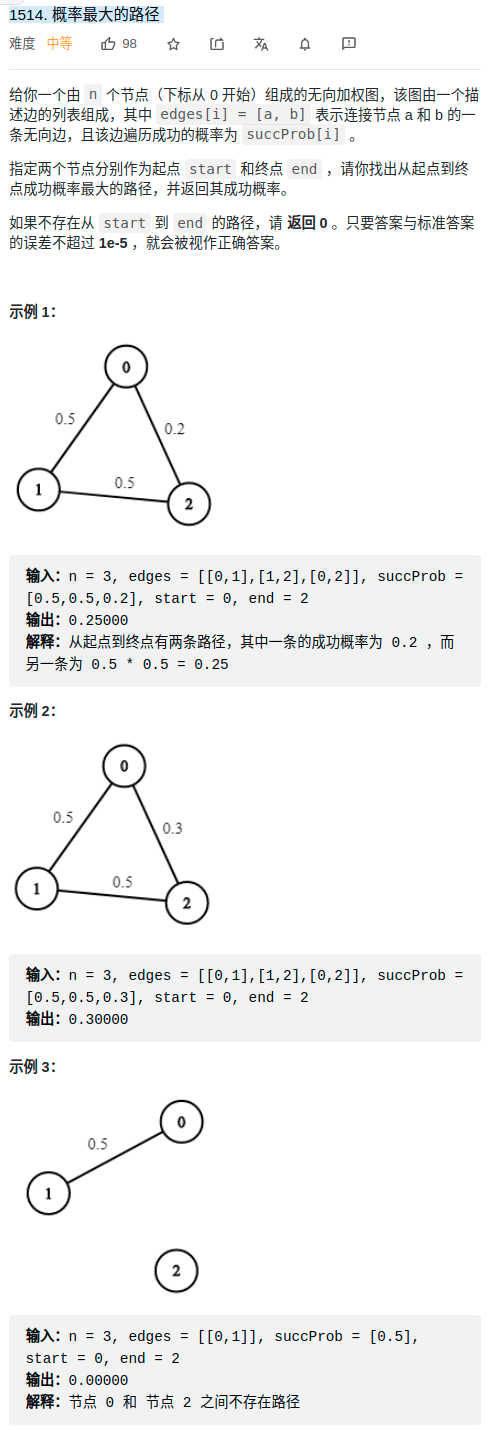 1514. 概率最大的路径
难度 中等 98
给你一个由 n 个节点（下标从 0 开始）组成的无向加权图，该图由一个描
述边的列表组成，其中 edges[i] = [a, b] 表示连接节点 a 和 b 的一
条无向边，且该边遍历成功的概率为 succProb[i] 。
指定两个节点分别作为起点 start 和终点 end ，请你找出从起点到终
点成功概率最大的路径，并返回其成功概率。
如果不存在从 start 到 end 的路径，请 返回 0 。只要答案与标准答案
的误差不超过 1e-5 ，就会被视作正确答案。
示例 1：
0
0.5
0.2
0.5
1
2
输入：n = 3, edges = [[0,1],[1,2],[0,2]], succProb =
[0.5,0.5,0.2], start = 0, end = 2
输出：0.25000
解释：从起点到终点有两条路径，其中一条的成功概率为 0.2 ，而
另一条为 0.5 * 0.5 = 0.25
示例 2：
0
0.5
0.3
0.5
1
2
输入：n = 3, edges = [[0,1],[1,2],[0,2]], succProb =
[0.5,0.5,0.3], start = 0, end = 2
输出：0.30000
示例 3：
0
0.5
1
2
输入：n = 3, edges = [[0,1]], succProb = [0.5],
start = 0, end = 2
输出：0.00000
解释：节点 0 和 节点 2 之间不存在路径